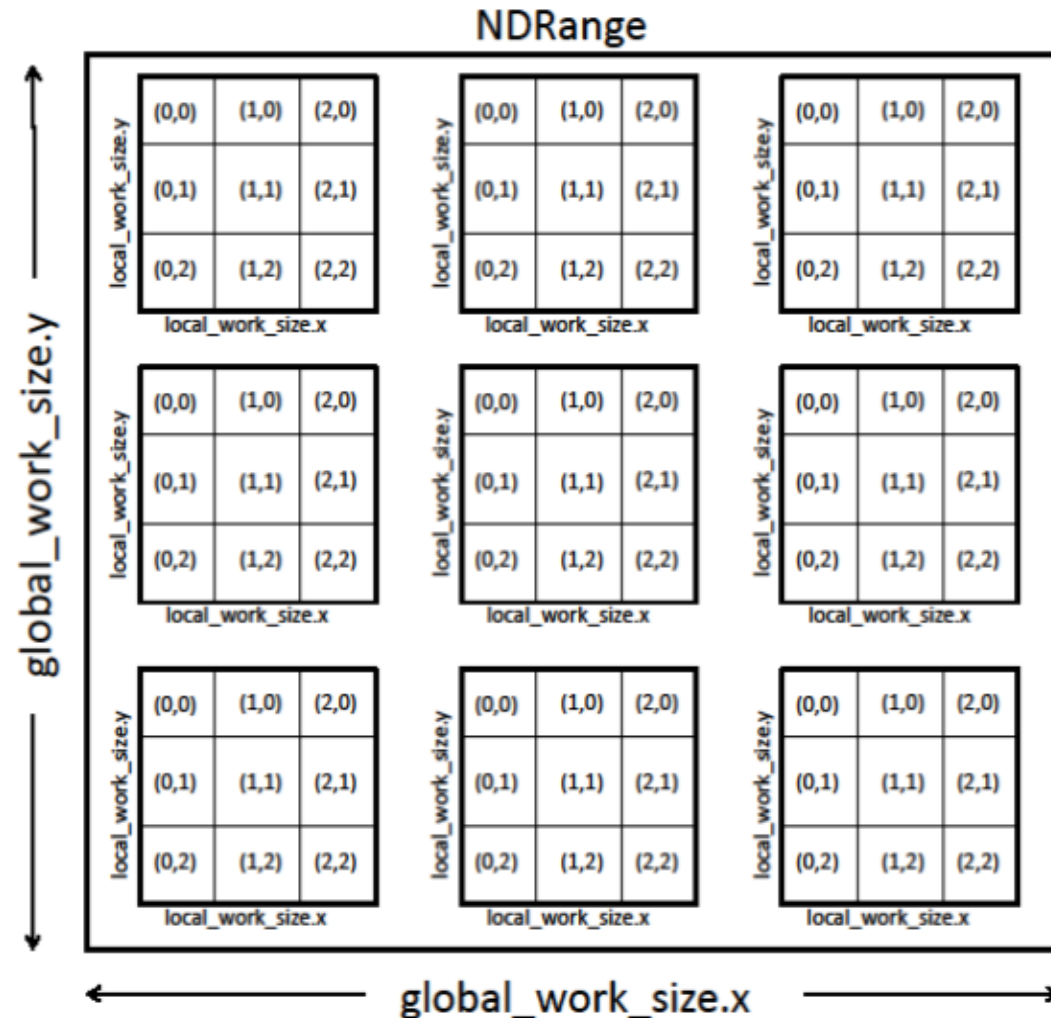 NDRange
global_work_size.y
local_work_size.y
(0,0) (1,0) (2,0)
(0,1) (1,1) (2,1)
(0,2) (1,2) (2,2)
local_work_size.x
local_work_size.y
(0,0) (1,0) (2,0)
(0,1) (1,1) (2,1)
(0,2) (1,2) (2,2)
local_work_size.x
local_work_size.y
(0,0) (1,0) (2,0)
(0,1) (1,1) (2,1)
(0,2) (1,2) (2,2)
local_work_size.x
local_work_size.y
(0,0) (1,0) (2,0)
(0,1) (1,1) (2,1)
(0,2) (1,2) (2,2)
local_work_size.x
local_work_size.y
(0,0) (1,0) (2,0)
(0,1) (1,1) (2,1)
(0,2) (1,2) (2,2)
local_work_size.x
local_work_size.y
(0,0) (1,0) (2,0)
(0,1) (1,1) (2,1)
(0,2) (1,2) (2,2)
local_work_size.x
local_work_size.y
(0,0) (1,0) (2,0)
(0,1) (1,1) (2,1)
(0,2) (1,2) (2,2)
local_work_size.x
local_work_size.y
(0,0) (1,0) (2,0)
(0,1) (1,1) (2,1)
(0,2) (1,2) (2,2)
local_work_size.x
local_work_size.y
(0,0) (1,0) (2,0)
(0,1) (1,1) (2,1)
(0,2) (1,2) (2,2)
local_work_size.x
global_work_size.x